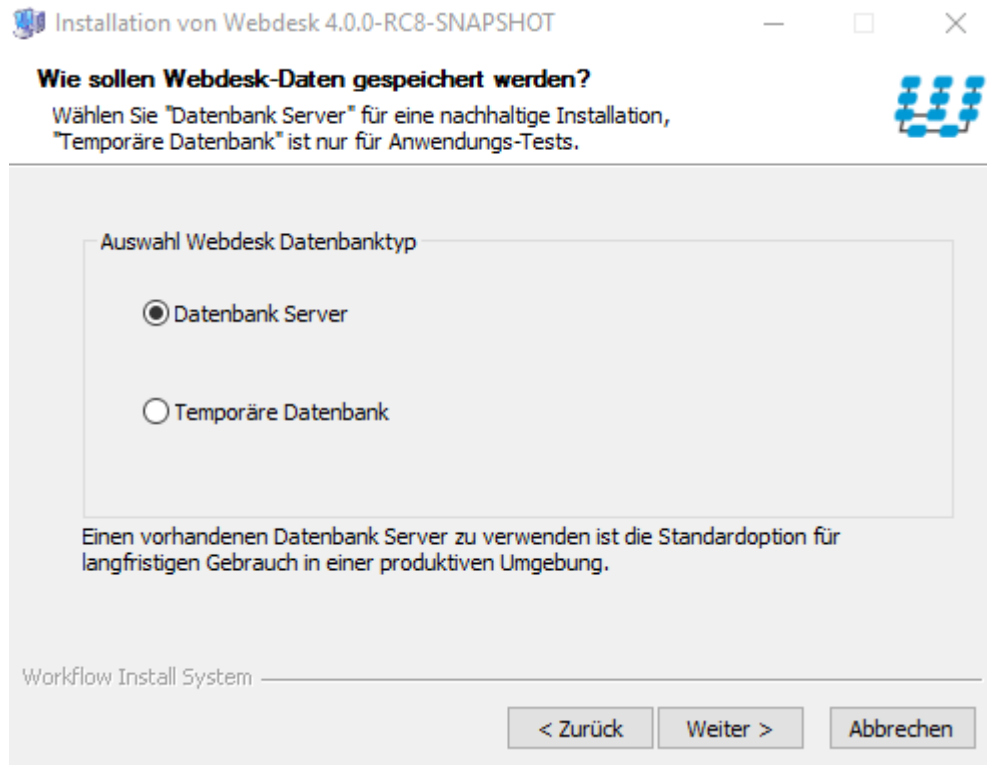 Installation von Webdesk 4.0.0-RC8-SNAPSHOT
Wie sollen Webdesk-Daten gespeichert werden?
Wählen Sie "Datenbank Server" für eine nachhaltige Installation,
"Temporäre Datenbank" ist nur für Anwendungs-Tests.
Auswahl Webdesk Datenbanktyp
Datenbank Server
Temporäre Datenbank
Einen vorhandenen Datenbank Server zu verwenden ist die Standardoption für
langfristigen Gebrauch in einer produktiven Umgebung.
Workflow Install System
< Zurück Weiter > Abbrechen